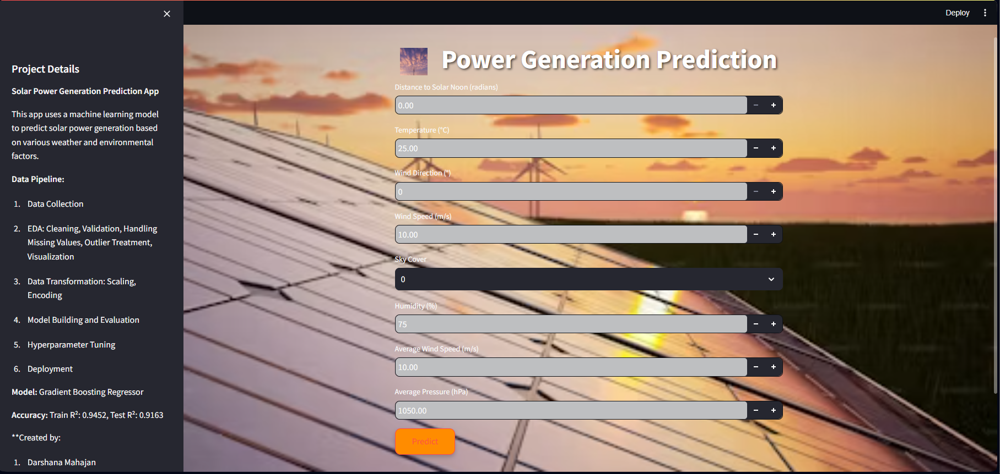 Deploy
Project Details
Solar Power Generation Prediction App
This app uses a machine learning model
to predict solar power generation based
on various weather and environmental
factors.
Data Pipeline:
1. Data Collection
2. EDA: Cleaning, Validation, Handling
Missing Values, Outlier Treatment,
Visualization
3. Data Transformation: Scaling,
Encoding
4. Model Building and Evaluation
5. Hyperparameter Tuning
6. Deployment
Model: Gradient Boosting Regressor
Accuracy: Train R²: 0.9452, Test R²: 0.9163
**Created by:
1. Darshana Mahajan
Power Generation Prediction
Distance to Solar Noon (radians)
0.00
Temperature (°C)
25.00
Wind Direction (°)
0
Wind Speed (m/s)
10.00
Sky Cover
0
Humidity (%)
75
Average Wind Speed (m/s)
10.00
Average Pressure (hPa)
1050.00
Predict